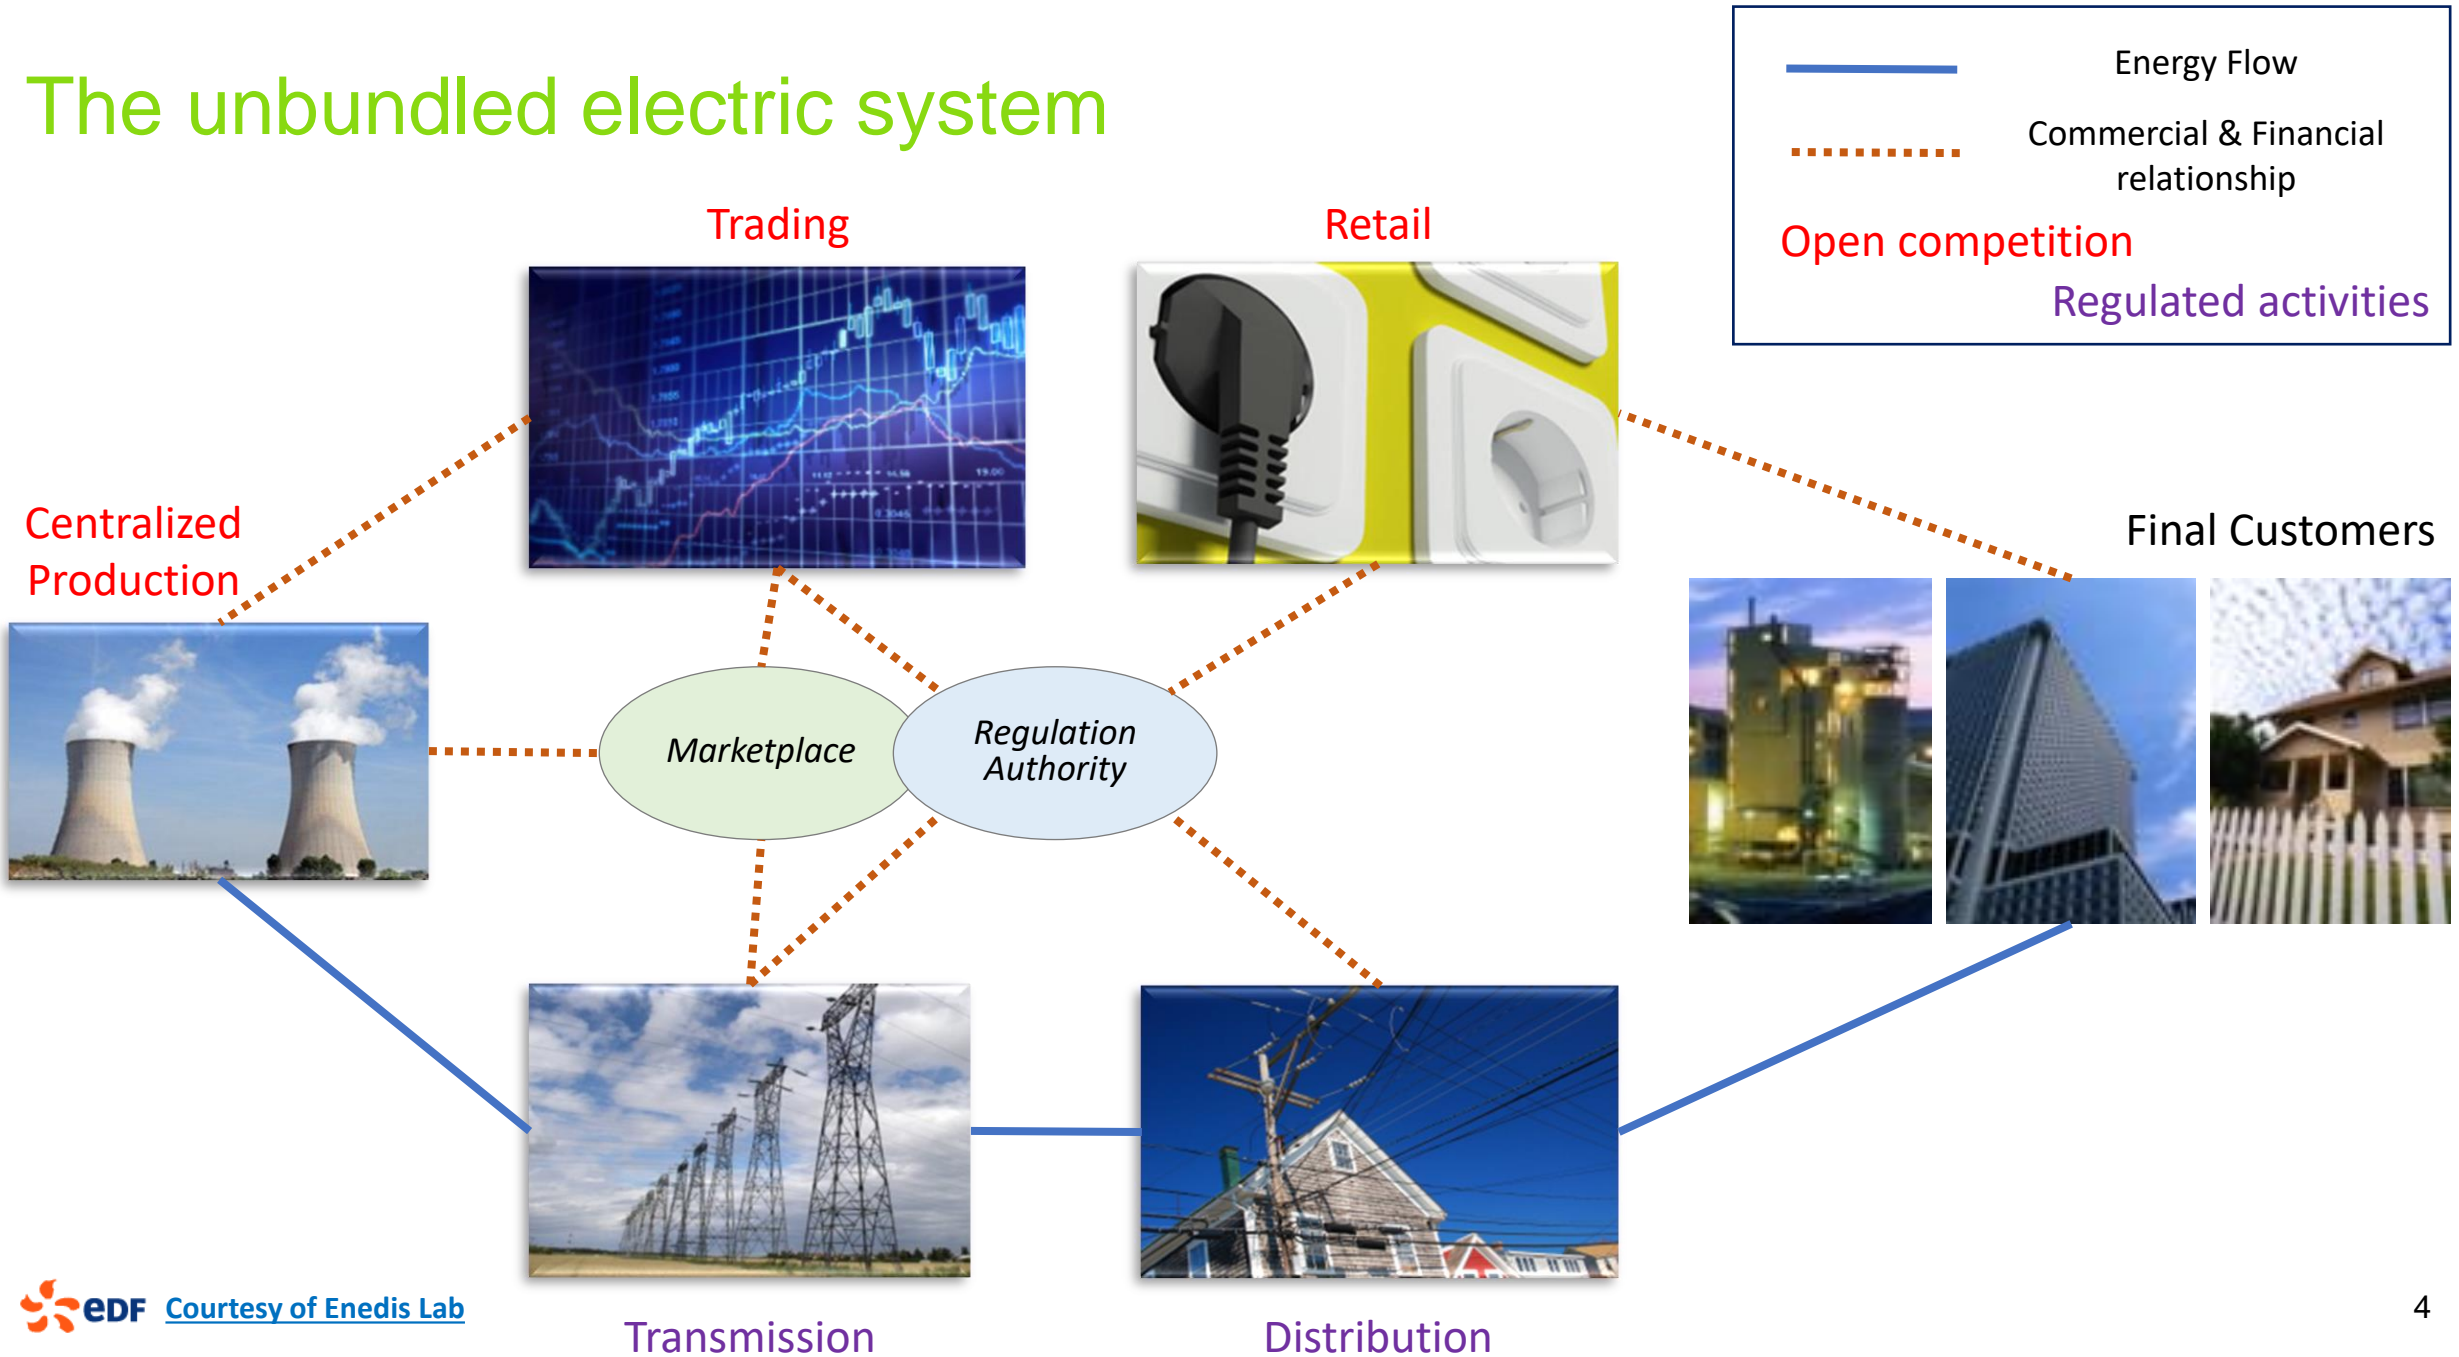 The unbundled electric system
Energy Flow
Commercial & Financial
relationship
Open competition
Regulated activities
Trading
Retail
Centralized
Production
Final Customers
Marketplace
Regulation
Authority
Transmission
Distribution
eDF
Courtesy of Enedis Lab
4